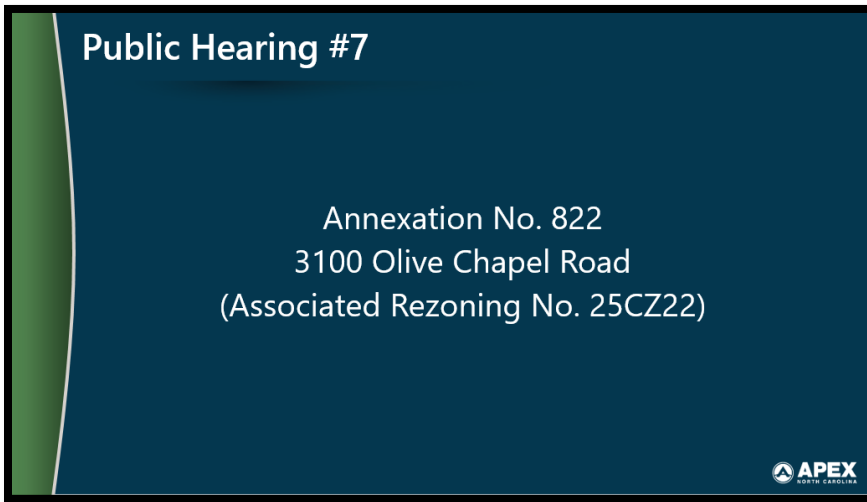 Public Hearing #7
Annexation No. 822
3100 Olive Chapel Road
(Associated Rezoning No. 25CZ22)
APEX
NORTH CAROLINA